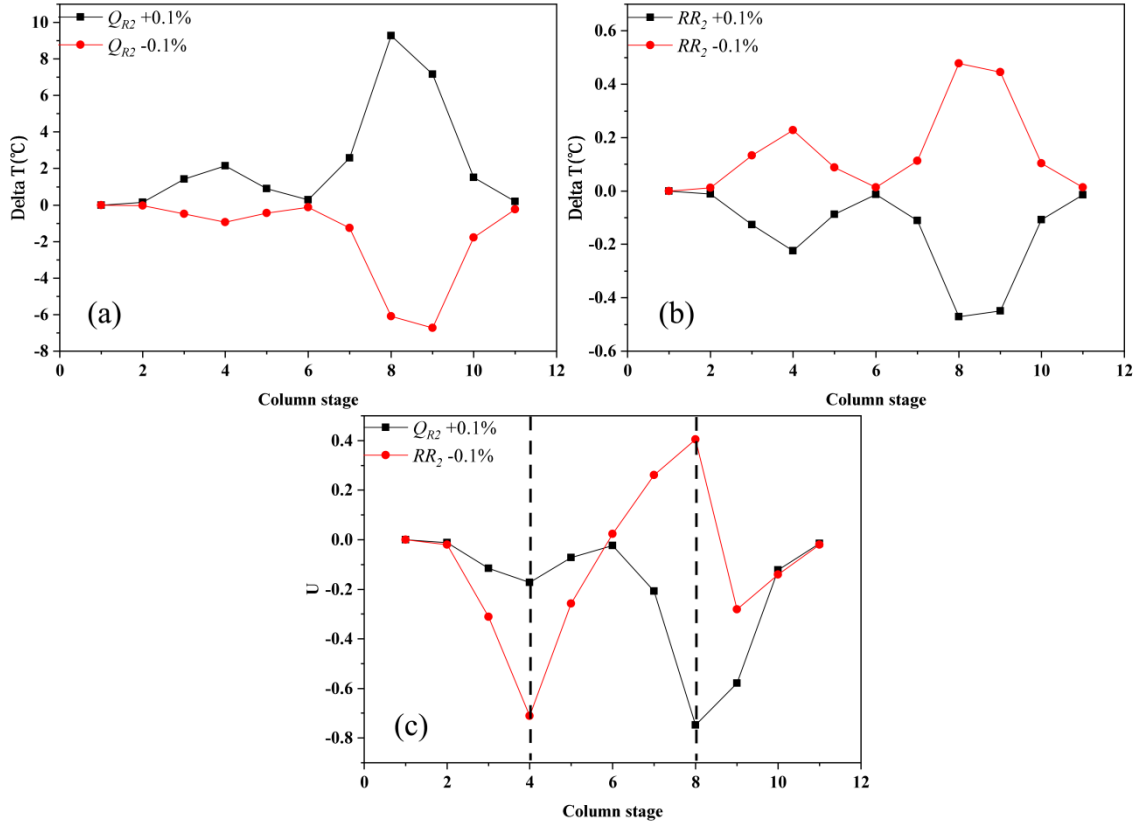 Q_R2 +0.1%
Q_R2 -0.1%
10
8
6
4
2
0
-2
-4
-6
-8
Delta T(℃)
(a)
0 2 4 6 8 10 12
Column stage
RR_2 +0.1%
RR_2 -0.1%
0.6
0.4
0.2
0.0
-0.2
-0.4
-0.6
Delta T(℃)
(b)
0 2 4 6 8 10 12
Column stage
Q_R2 +0.1%
RR_2 -0.1%
0.4
0.2
0.0
-0.2
-0.4
-0.6
-0.8
U
(c)
0 2 4 6 8 10 12
Column stage